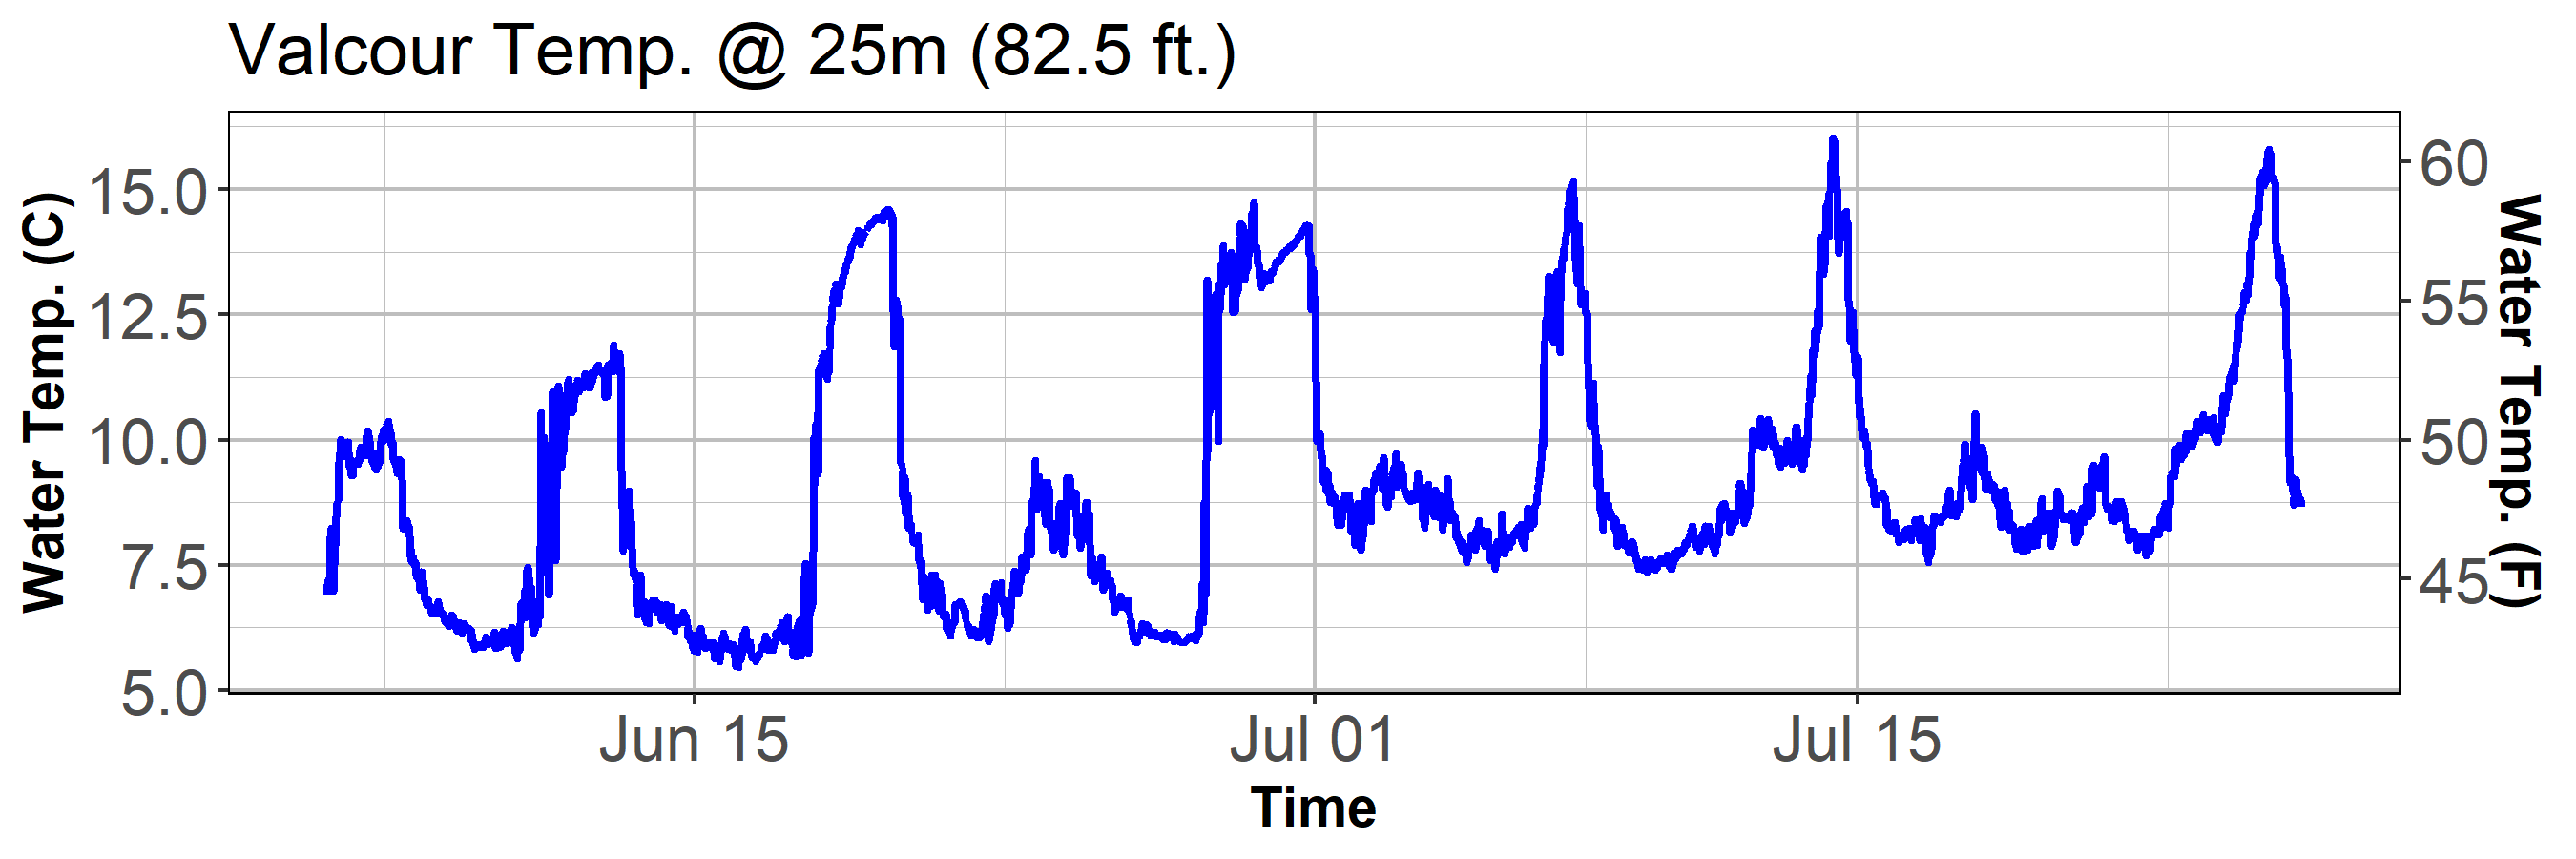 Valcour Temp. @ 25m (82.5 ft.)
Water Temp. (C)
15.0
12.5
10.0
7.5
5.0
60
55
50
45
Water Temp. (F)
Jun 15
Jul 01
Jul 15
Time